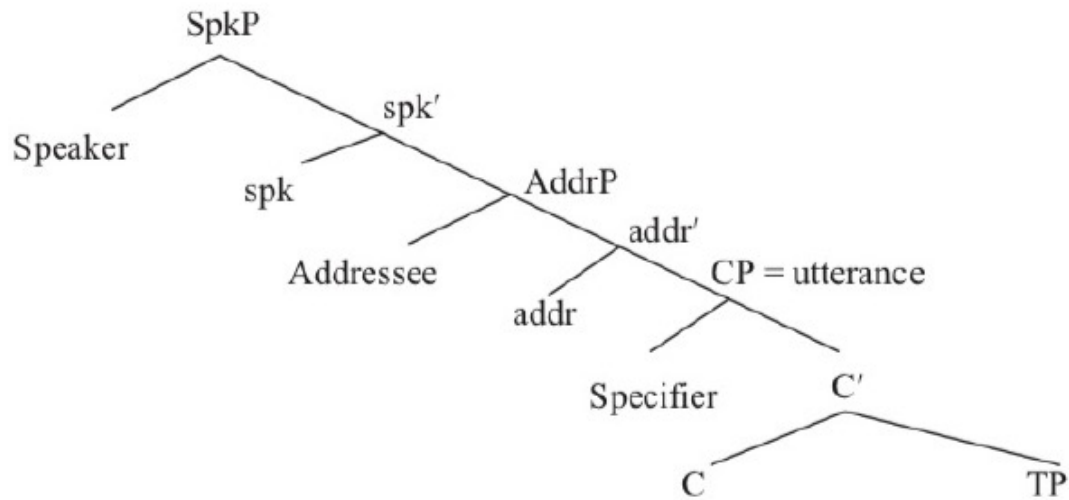 SpkP
spk′
Speaker
spk
AddrP
addr′
Addressee
CP = utterance
addr
Specifier
C′
C
TP